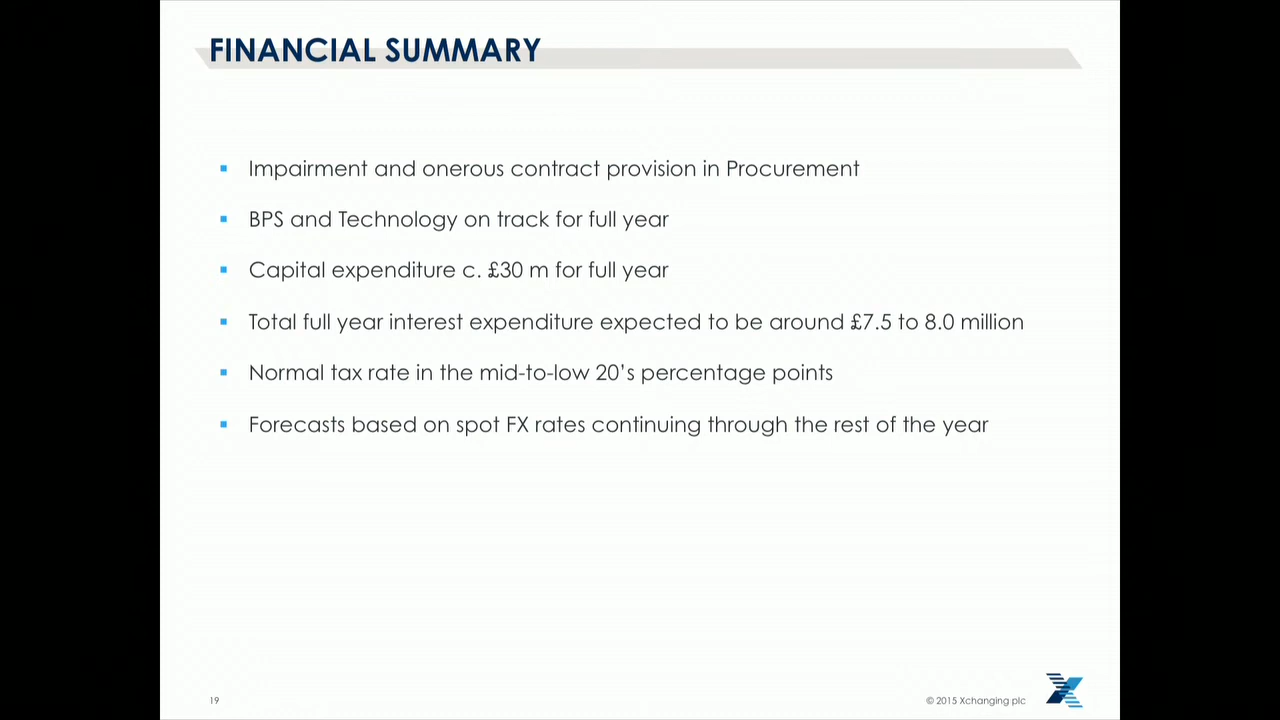 FINANCIAL SUMMARY
Impairment and onerous contract provision in Procurement
BPS and Technology on track for full year
Capital expenditure c. £30 m for full year
Total full year interest expenditure expected to be around £7.5 to 8.0 million
Normal tax rate in the mid-to-low 20’s percentage points
Forecasts based on spot FX rates continuing through the rest of the year
19
© 2015 Xchanging plc